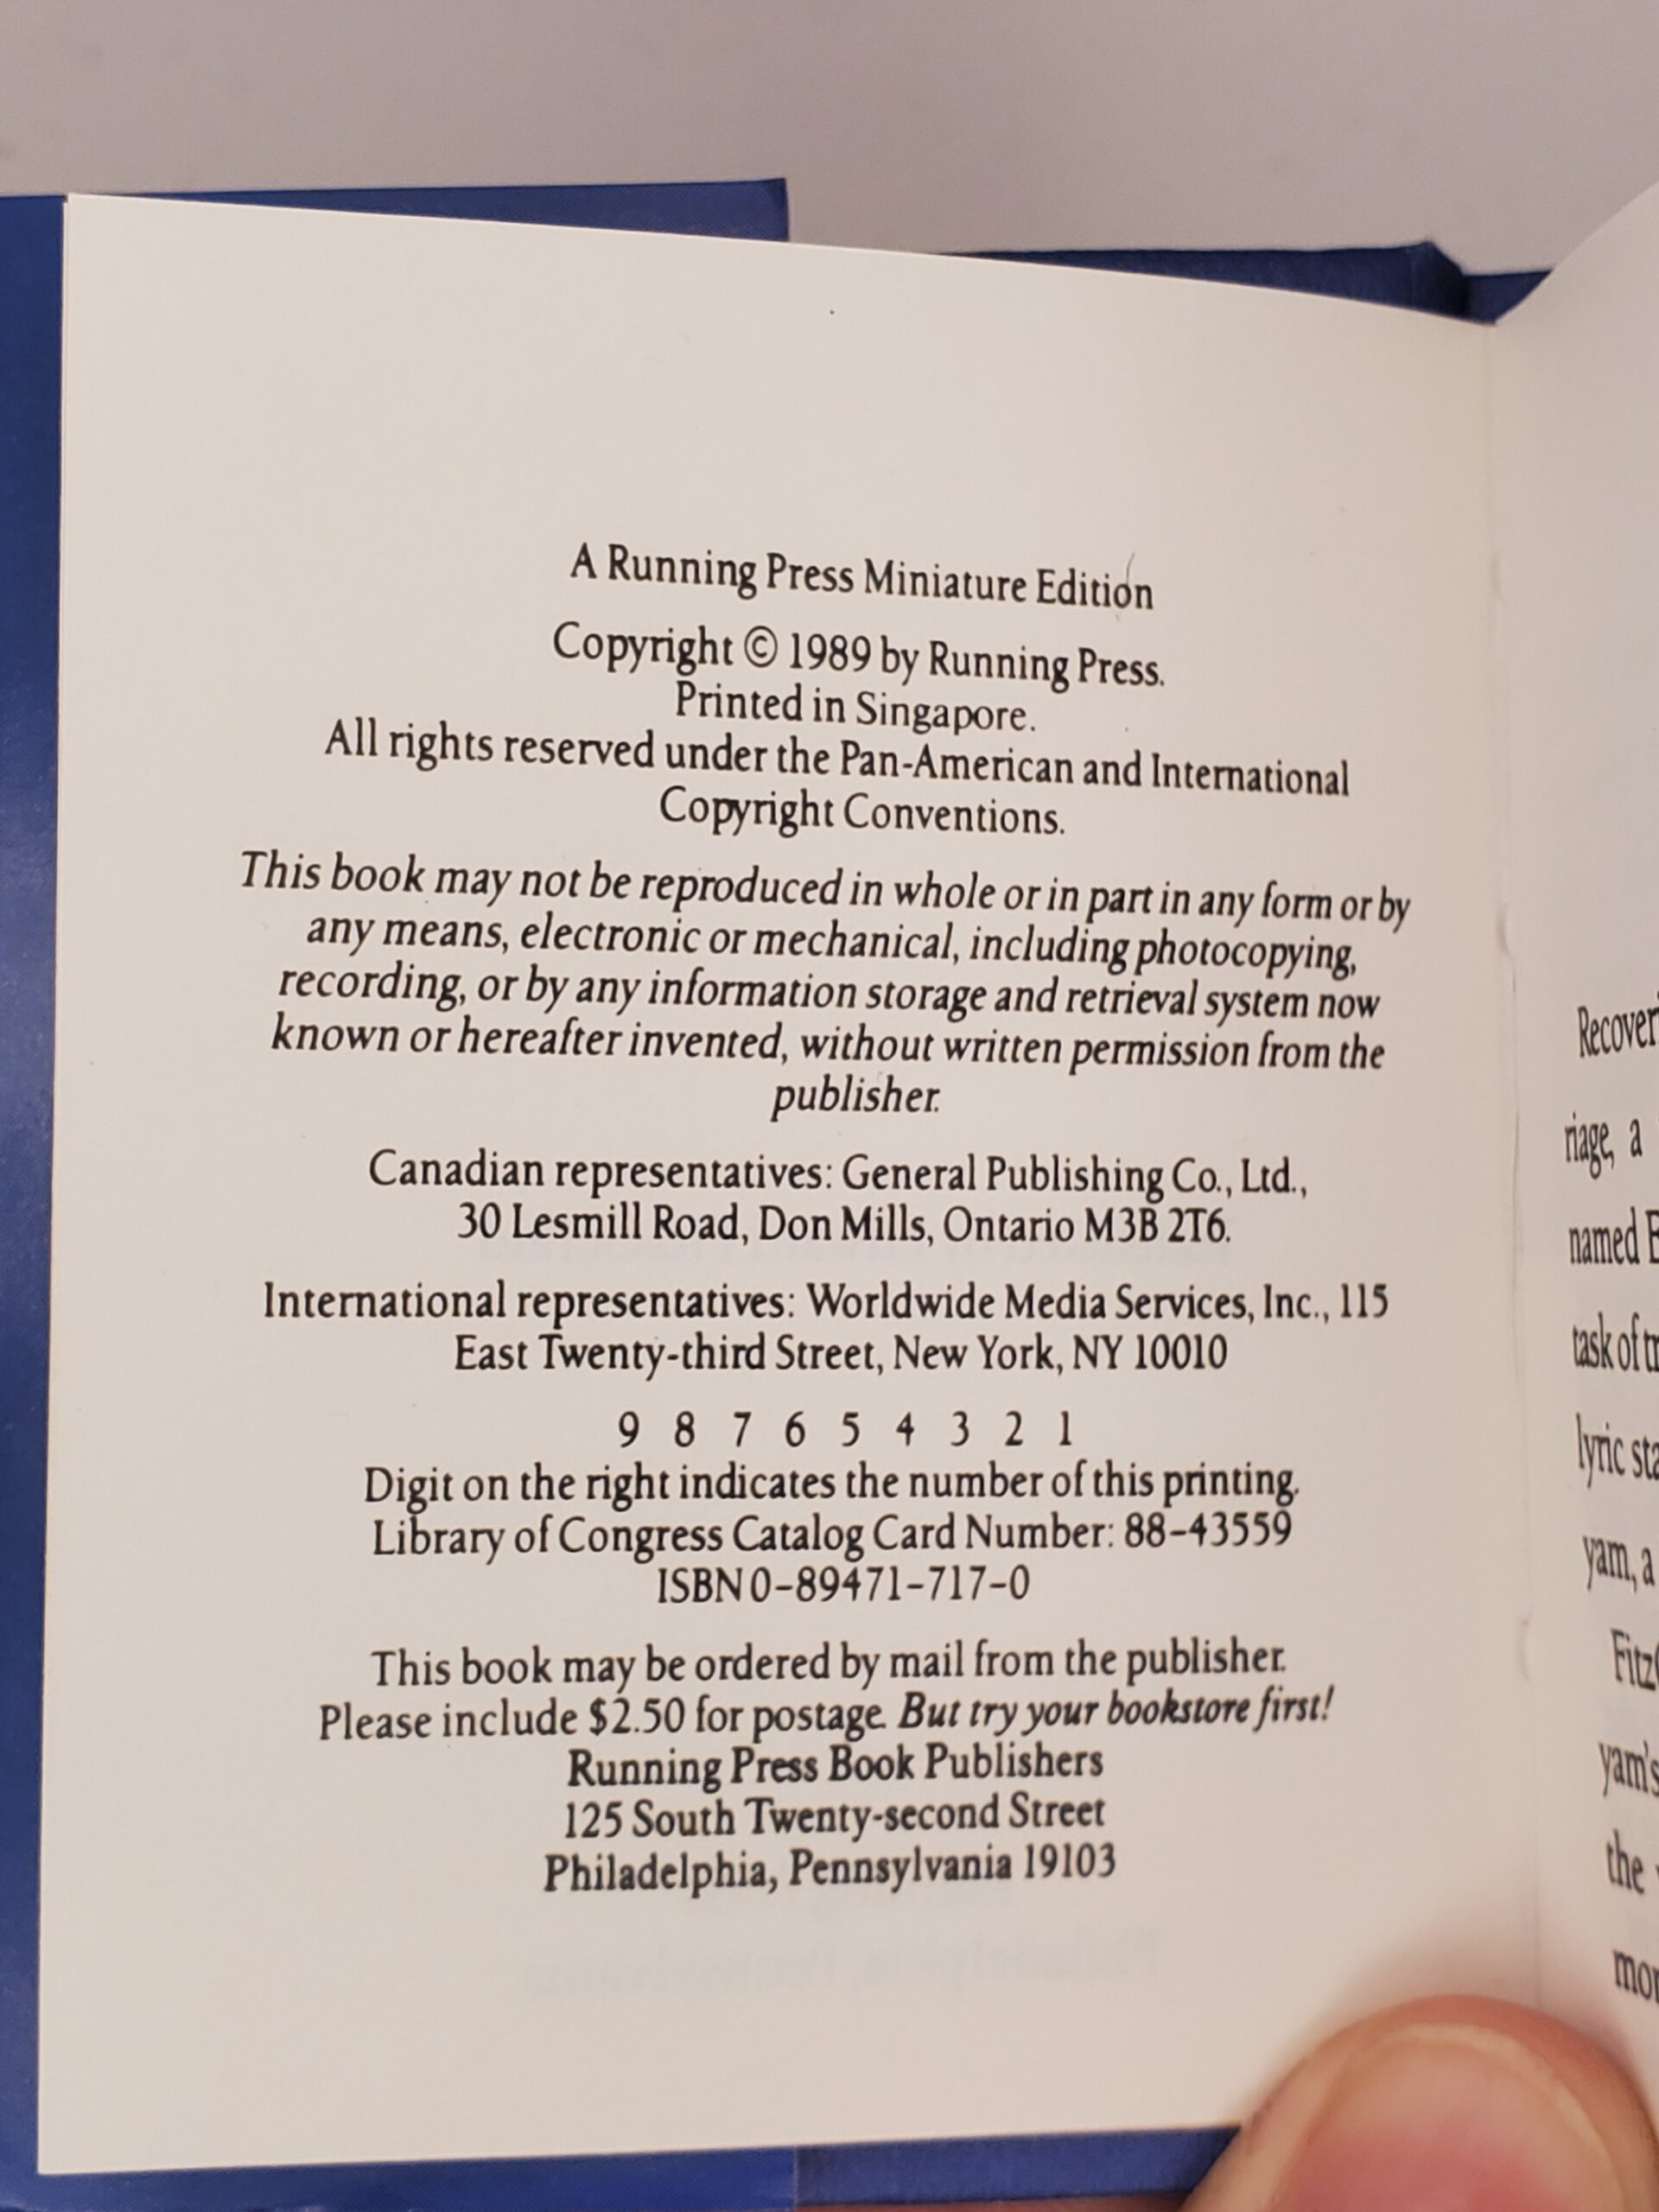 A Running Press Miniature Edition
Copyright © 1989 by Running Press.
Printed in Singapore.
All rights reserved under the Pan-American and International
Copyright Conventions.
This book may not be reproduced in whole or in part in any form or by
any means, electronic or mechanical, including photocopying,
recording, or by any information storage and retrieval system now
known or hereafter invented, without written permission from the
publisher.
Canadian representatives: General Publishing Co., Ltd.,
30 Lesmill Road, Don Mills, Ontario M3B 2T6.
International representatives: Worldwide Media Services, Inc., 115
East Twenty-third Street, New York, NY 10010
9 8 7 6 5 4 3 2 1
Digit on the right indicates the number of this printing.
Library of Congress Catalog Card Number: 88-43559
ISBN 0-89471-717-0
This book may be ordered by mail from the publisher.
Please include $2.50 for postage. But try your bookstore first!
Running Press Book Publishers
125 South Twenty-second Street
Philadelphia, Pennsylvania 19103
riage, a
named
task of
lyric
yam, a
yam's
the